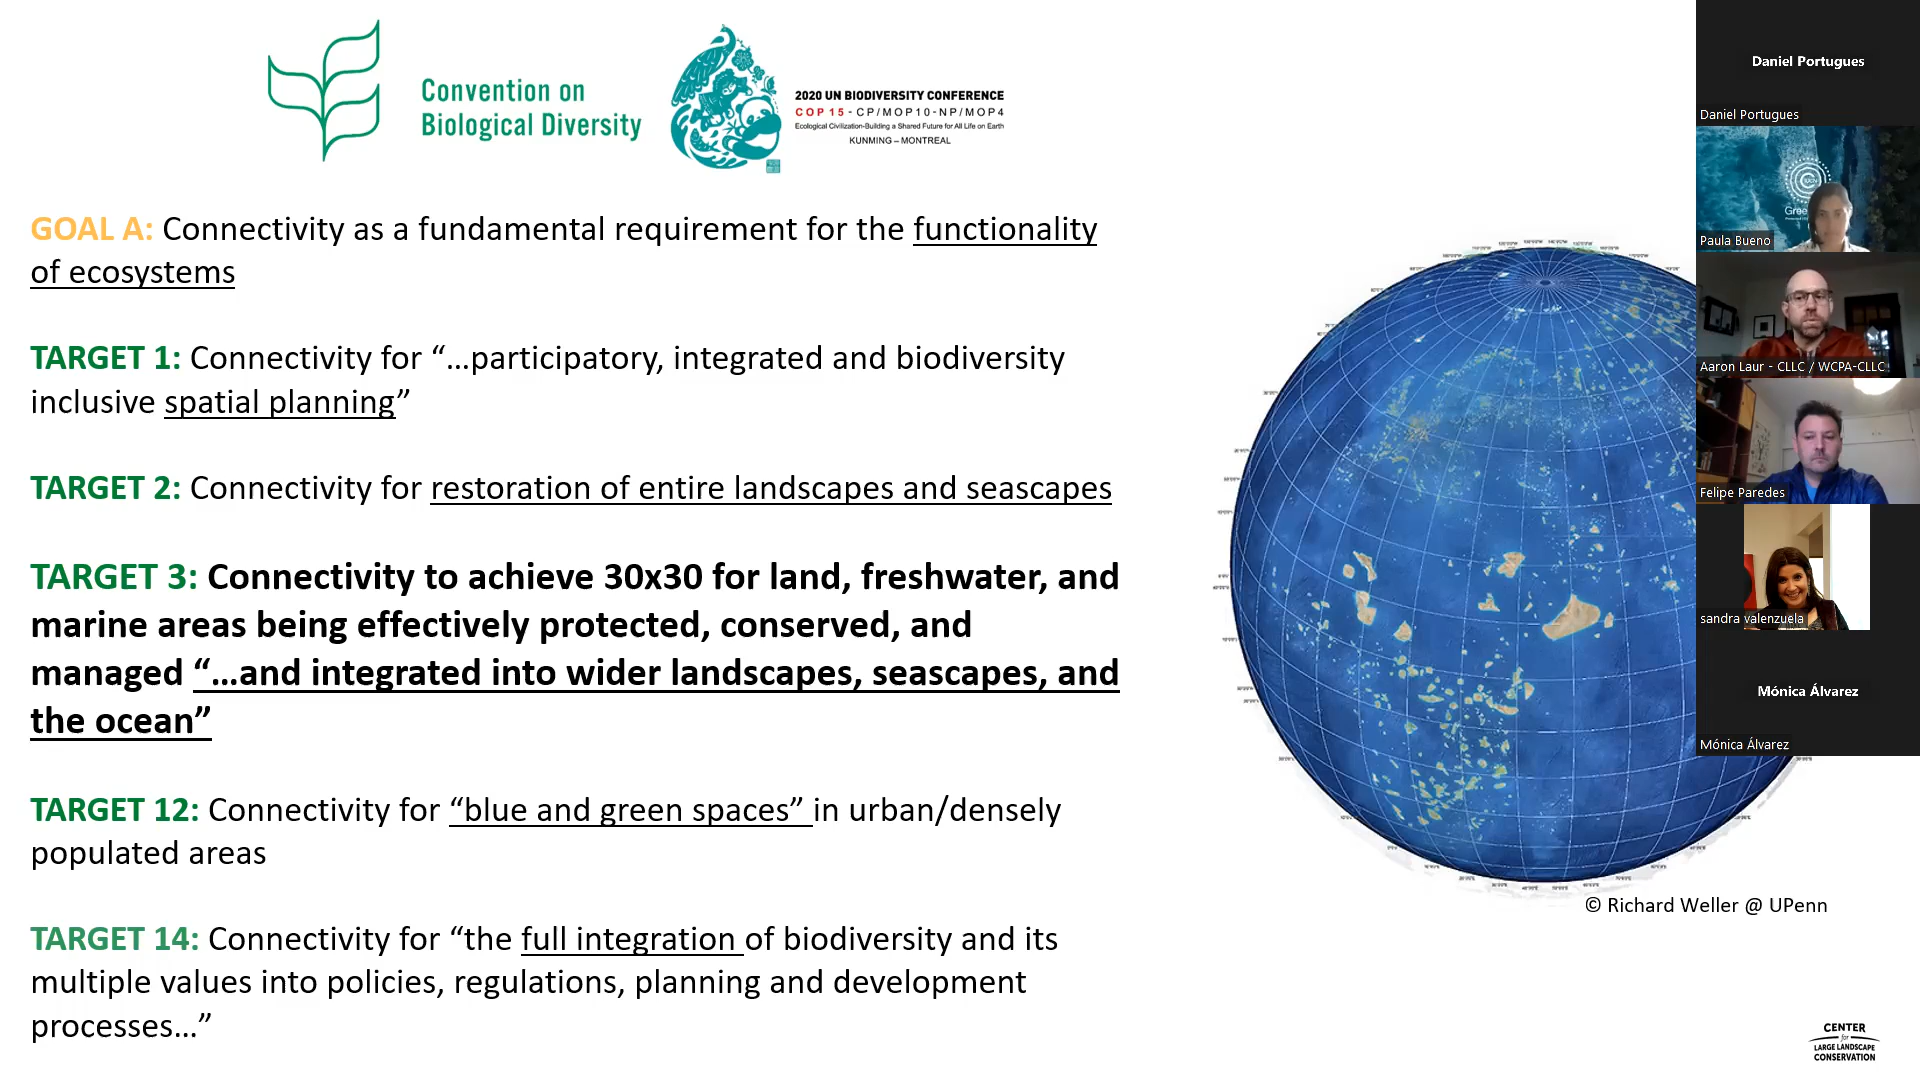 Convention on
Biological Diversity
2020 UN BIODIVERSITY CONFERENCE
COP 15 - CP/MOP10-NP/MOP4
Ecological Civilization-Building a Shared Future for All Life on Earth
KUNMING – MONTREAL
GOAL A: Connectivity as a fundamental requirement for the functionality
of ecosystems
TARGET 1: Connectivity for “…participatory, integrated and biodiversity
inclusive spatial planning”
TARGET 2: Connectivity for restoration of entire landscapes and seascapes
TARGET 3: Connectivity to achieve 30x30 for land, freshwater, and
marine areas being effectively protected, conserved, and
managed “…and integrated into wider landscapes, seascapes, and
the ocean”
TARGET 12: Connectivity for “blue and green spaces” in urban/densely
populated areas
TARGET 14: Connectivity for “the full integration of biodiversity and its
multiple values into policies, regulations, planning and development
processes…”
© Richard Weller @ UPenn
CENTER
for
LARGE LANDSCAPE
CONSERVATION
Daniel Portugues
Daniel Portugues
Paula Bueno
Aaron Laur - CLLC / WCPA-CLLC
Felipe Paredes
sandra valenzuela
Mónica Álvarez
Mónica Álvarez